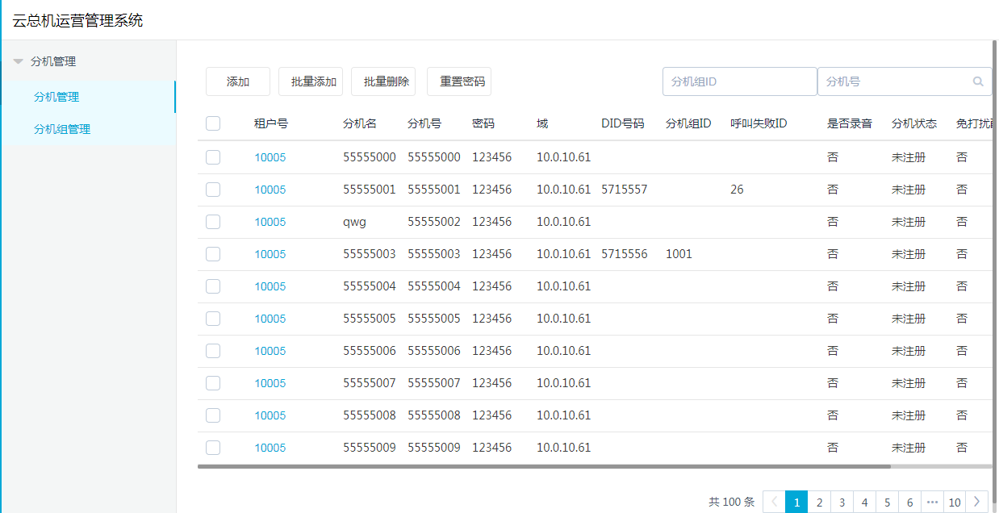 云总机运营管理系统
分机管理
分机管理
分机组管理
添加 批量添加 批量删除 重置密码 分机组ID 分机号
租户号 分机名 分机号 密码 域 DID号码 分机组ID 呼叫失败ID 是否录音 分机状态 免打扰
10005 55555000 55555000 123456 10.0.10.61 否 未注册 否
10005 55555001 55555001 123456 10.0.10.61 5715557 26 否 未注册 否
10005 qwg 55555002 123456 10.0.10.61 否 未注册 否
10005 55555003 55555003 123456 10.0.10.61 5715556 1001 否 未注册 否
10005 55555004 55555004 123456 10.0.10.61 否 未注册 否
10005 55555005 55555005 123456 10.0.10.61 否 未注册 否
10005 55555006 55555006 123456 10.0.10.61 否 未注册 否
10005 55555007 55555007 123456 10.0.10.61 否 未注册 否
10005 55555008 55555008 123456 10.0.10.61 否 未注册 否
10005 55555009 55555009 123456 10.0.10.61 否 未注册 否
共 100 条 1 2 3 4 5 6 ••• 10